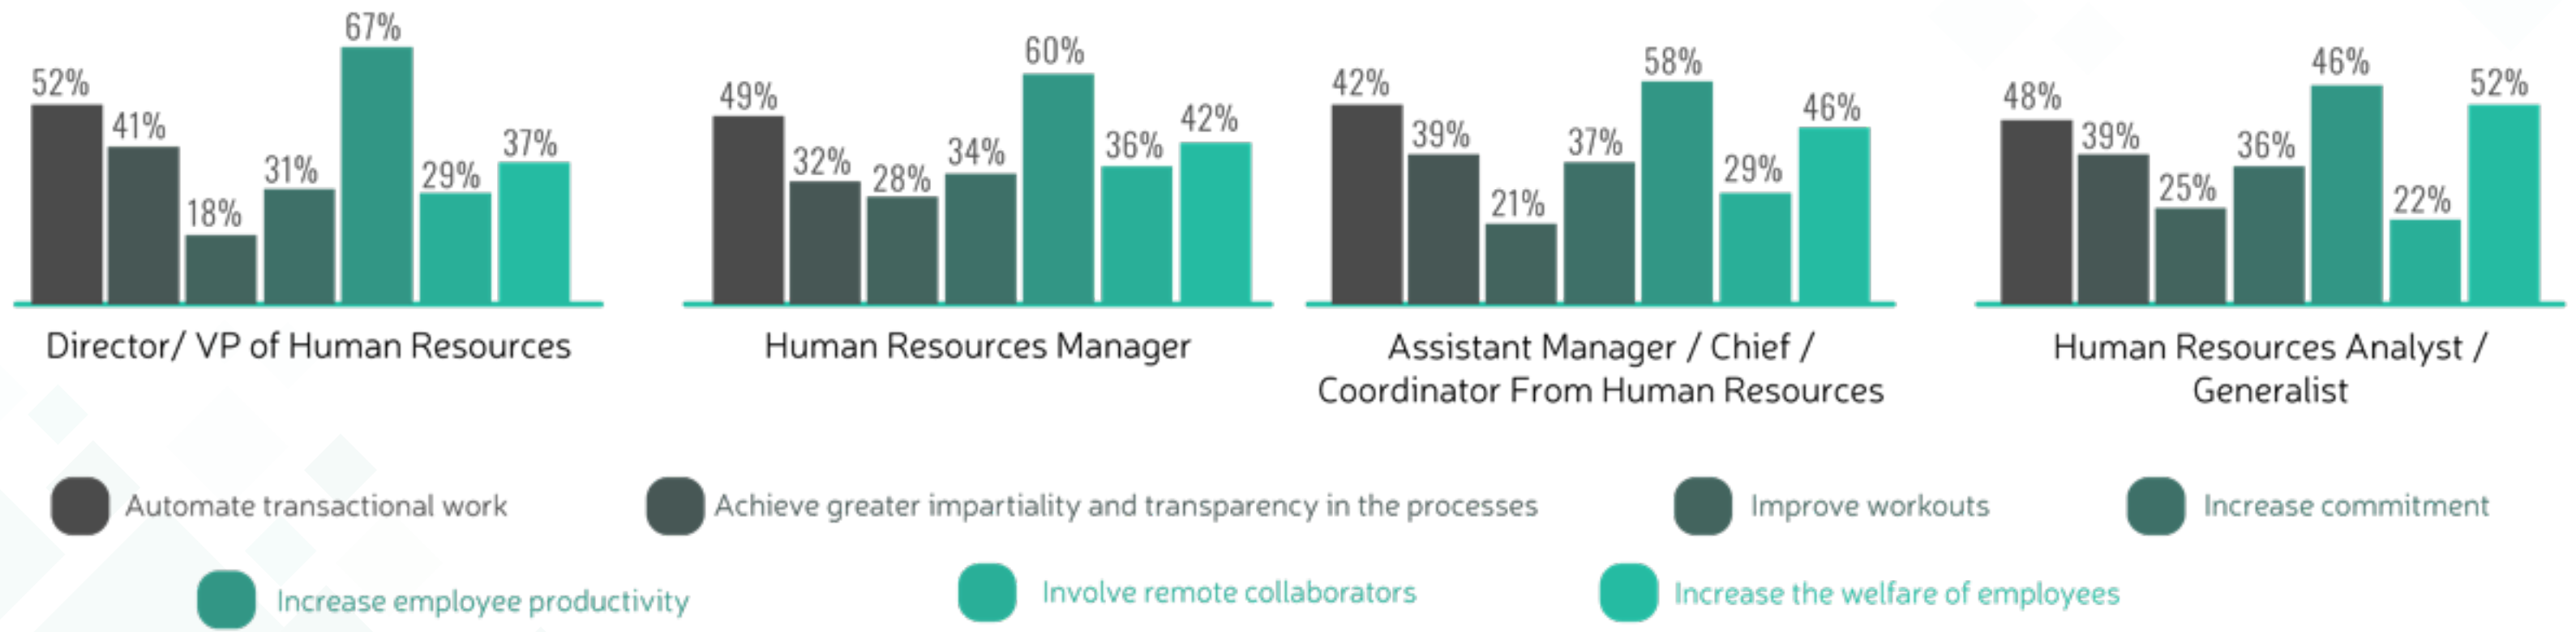 52%
41%
18%
31%
67%
29%
37%
Director/ VP of Human Resources
49%
32%
28%
34%
60%
36%
42%
Human Resources Manager
42%
39%
21%
37%
58%
29%
46%
Assistant Manager / Chief /
Coordinator From Human Resources
48%
39%
25%
36%
46%
22%
52%
Human Resources Analyst /
Generalist
Automate transactional work
Achieve greater impartiality and transparency in the processes
Improve workouts
Increase commitment
Increase employee productivity
Involve remote collaborators
Increase the welfare of employees